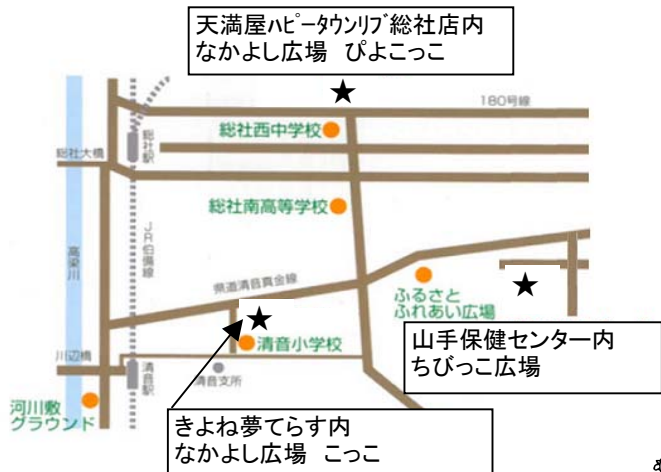 天満屋ハピータウンリブ総社店内
なかよし広場 ぴよこっこ
180号線
総社西中学校
総社駅
総社大橋
総社南高等学校
高梁川
JR伯備線
県道清音真金線
ふるさと
ふれあい広場
山手保健センター内
ちびっこ広場
清音小学校
川辺橋
清音駅
清音支所
河川敷
グラウンド
きよね夢てらす内
なかよし広場 こっこ